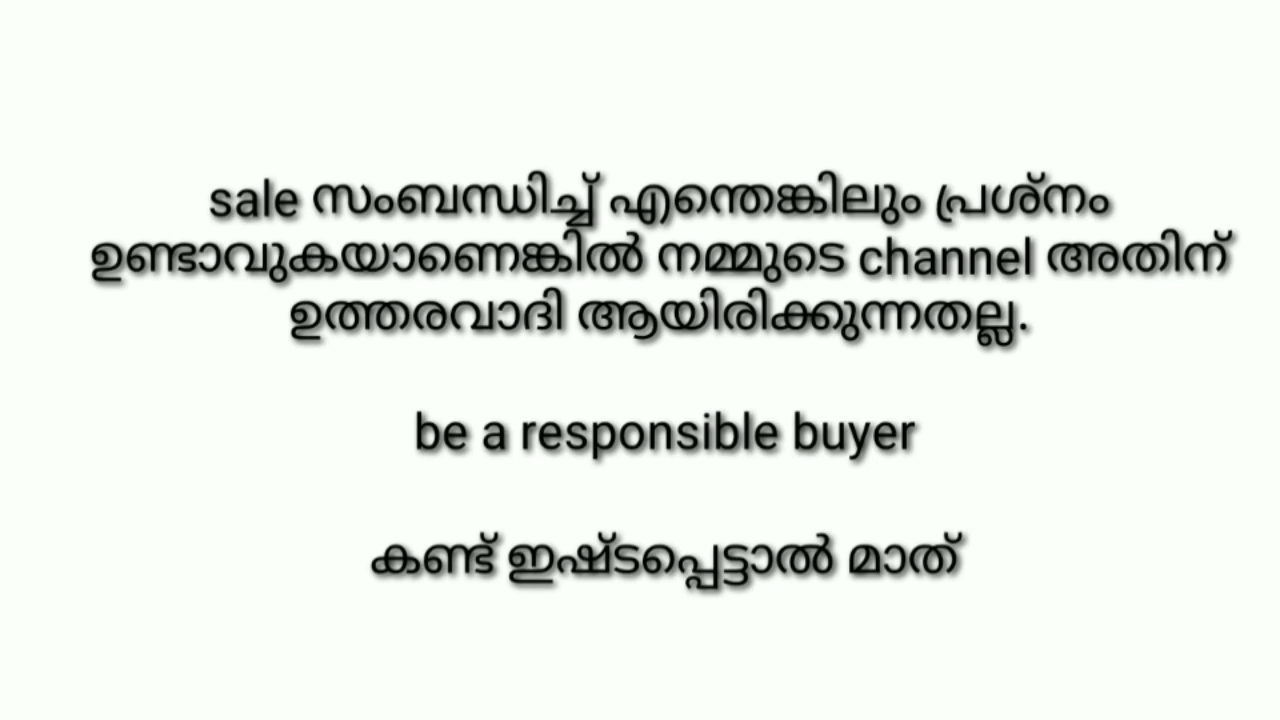 sale സംബന്ധിച്ച് എന്തെങ്കിലും പ്രശ്നം
ഉണ്ടാവുകയാണെങ്കിൽ നമ്മുടെ channel അതിന്
ഉത്തരവാദി ആയിരിക്കുന്നതല്ല.
be a responsible buyer
കണ്ട് ഇഷ്ടപ്പെട്ടാൽ മാത്